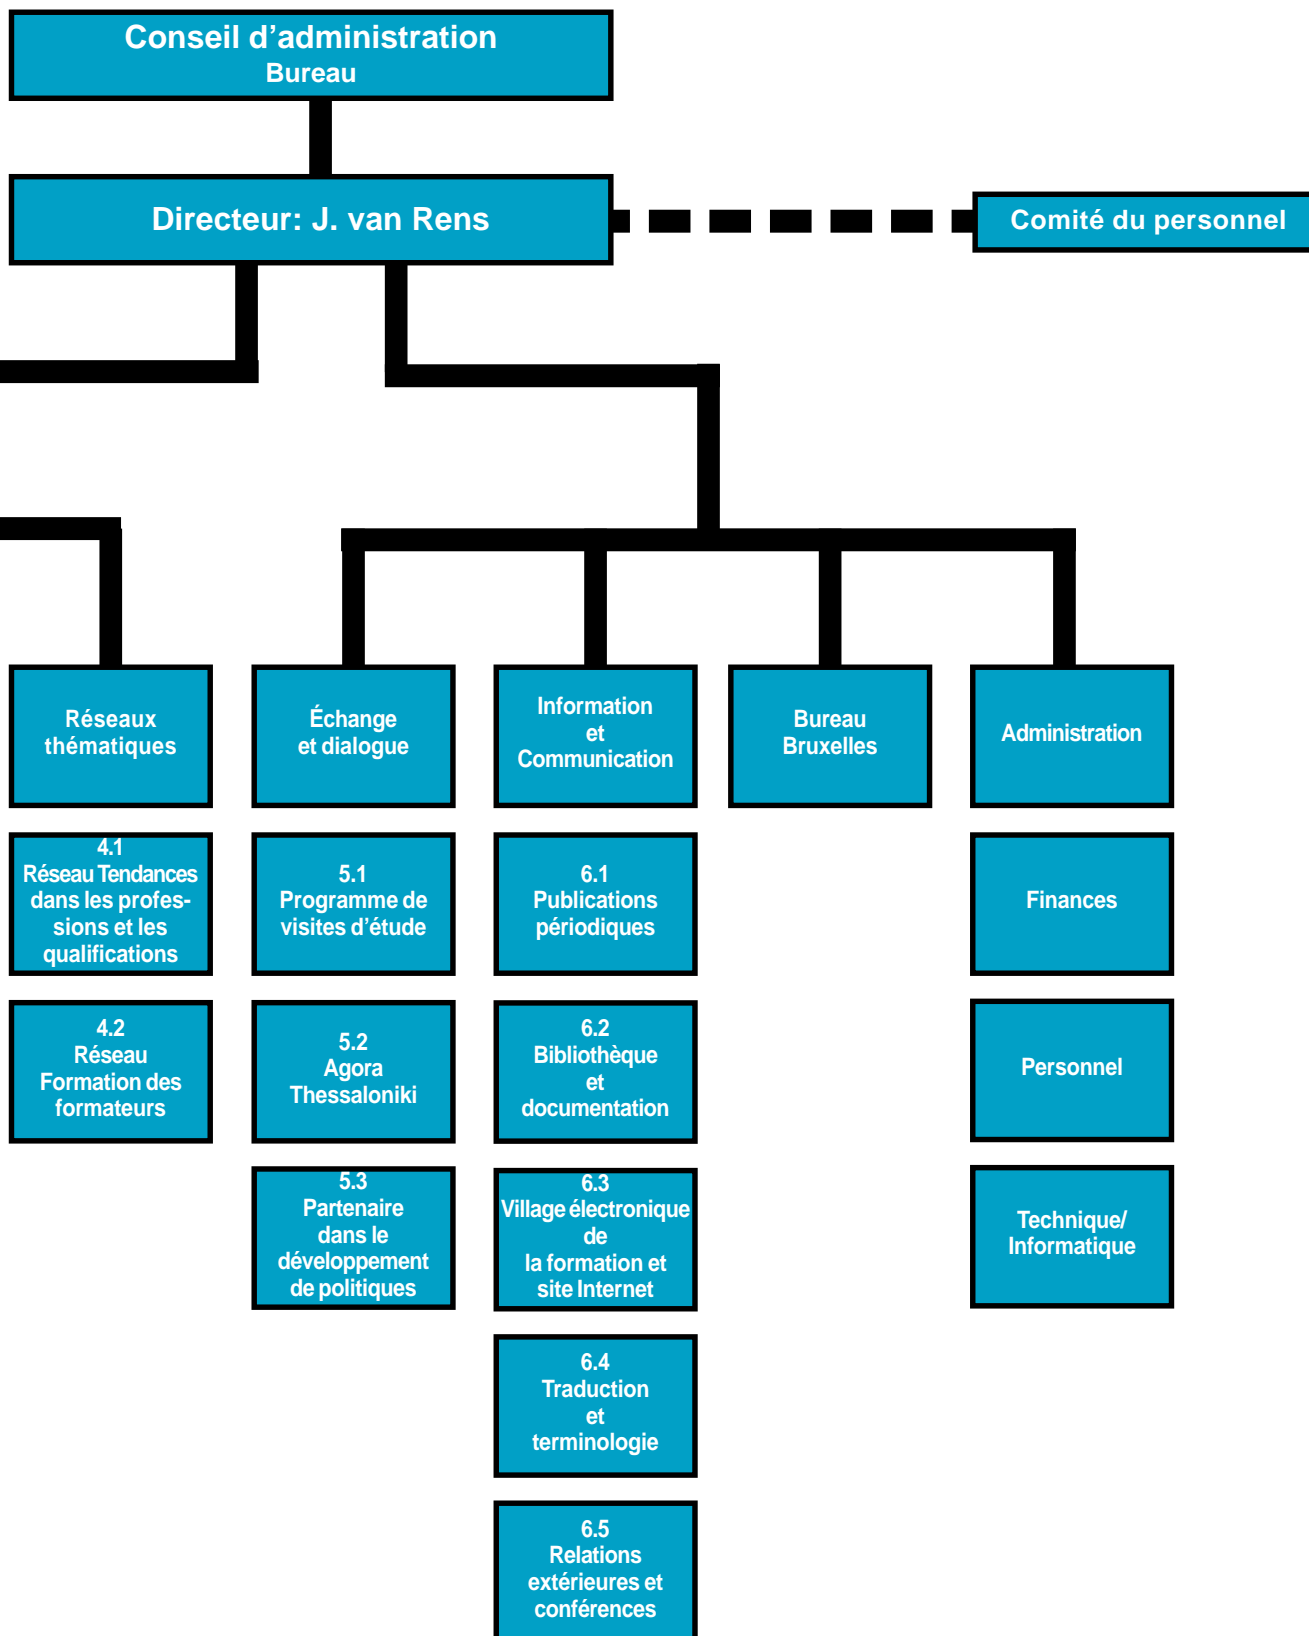 Conseil d’administration
Bureau
Directeur: J. van Rens
Comité du personnel
Réseaux
thématiques
4.1
Réseau Tendances
dans les profes-
sions et les
qualifications
4.2
Réseau
Formation des
formateurs
Échange
et dialogue
5.1
Programme de
visites d’étude
5.2
Agora
Thessaloniki
5.3
Partenaire
dans le
développement
de politiques
Information
et
Communication
6.1
Publications
périodiques
6.2
Bibliothèque
et
documentation
6.3
Village électronique
de
la formation et
site Internet
6.4
Traduction
et
terminologie
6.5
Relations
extérieures et
conférences
Bureau
Bruxelles
Administration
Finances
Personnel
Technique/
Informatique